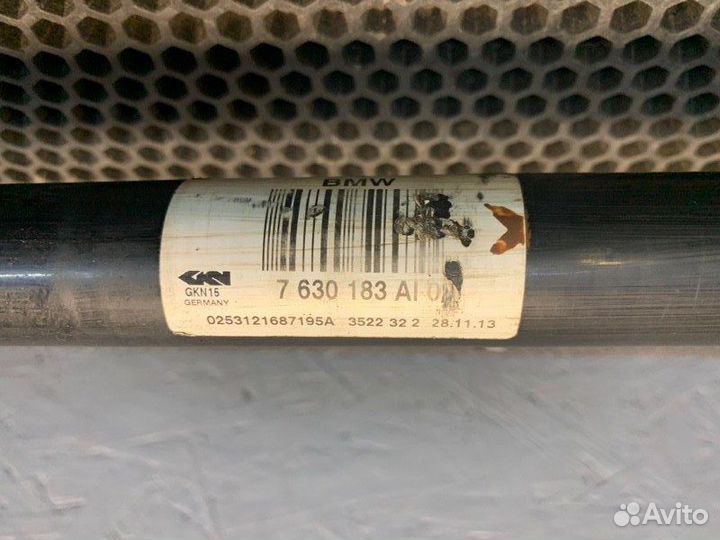 BMW
GKN
GKN15
GERMANY
7 630 183 AI 0
0253121687195A 3522 32 2 28.11.13
Avito